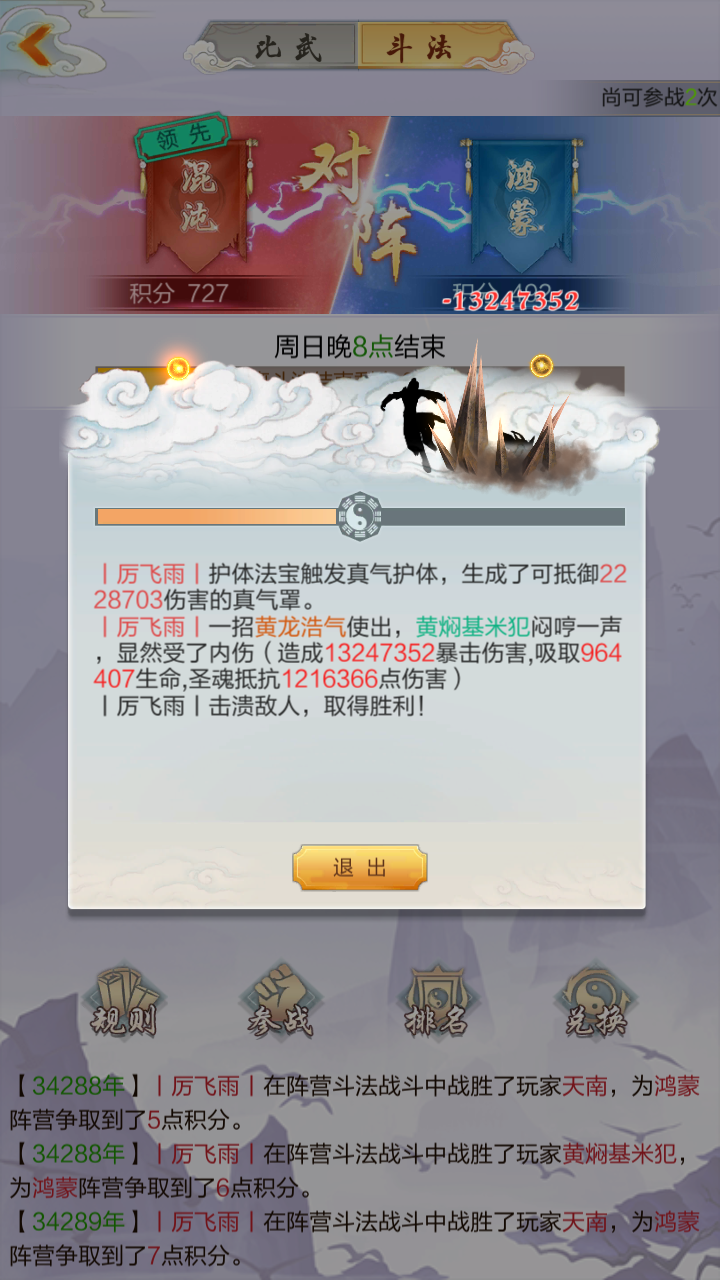 比武
斗法
尚可参战2次
领先
混沌
对阵
鸿蒙
积分 727
积分
-13247352
周日晚8点结束
丨厉飞雨丨护体法宝触发真气护体，生成了可抵御22
28703伤害的真气罩。
丨厉飞雨丨一招黄龙浩气使出，黄焖基米犯闷哼一声
，显然受了内伤（造成13247352暴击伤害,吸取964
407生命,圣魂抵抗1216366点伤害）
丨厉飞雨丨击溃敌人，取得胜利！
退出
规则
参战
排名
兑换
【34288年】丨厉飞雨丨在阵营斗法战斗中战胜了玩家天南，为鸿蒙
阵营争取到了5点积分。
【34288年】丨厉飞雨丨在阵营斗法战斗中战胜了玩家黄焖基米犯，
为鸿蒙阵营争取到了6点积分。
【34289年】丨厉飞雨丨在阵营斗法战斗中战胜了玩家天南，为鸿蒙
阵营争取到了7点积分。